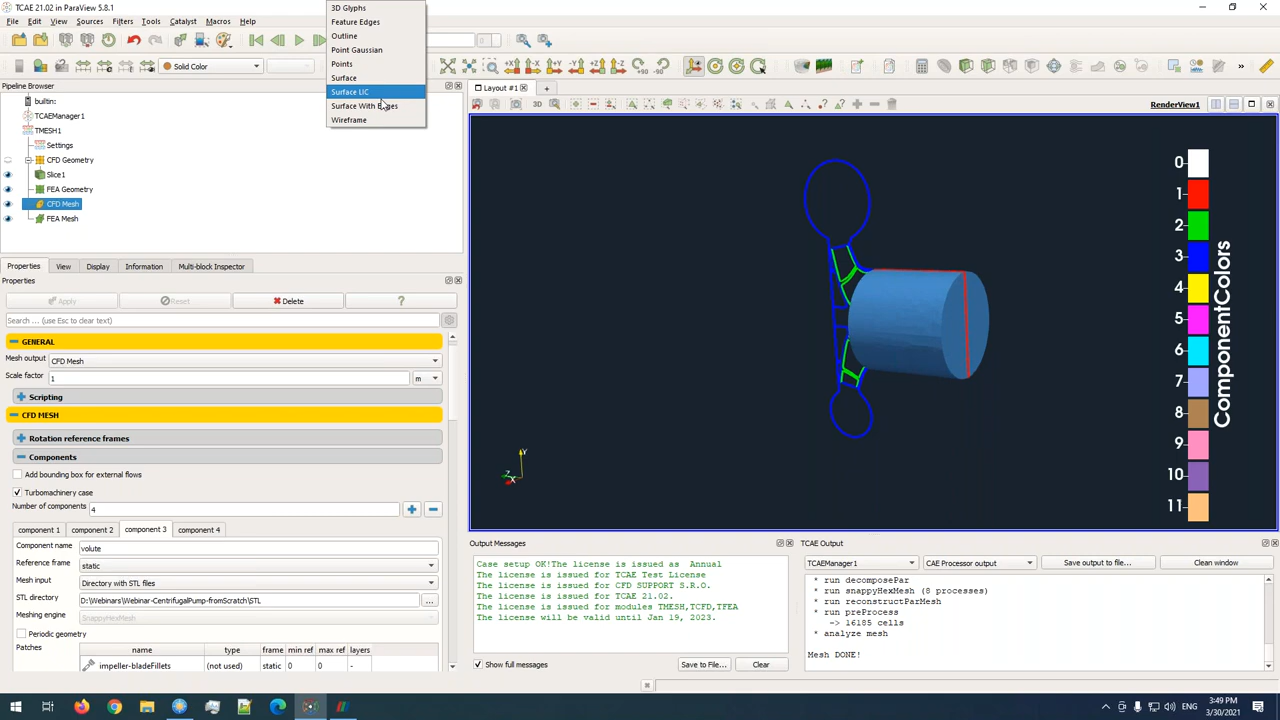 TCAE 21.02 in ParaView 5.8.1
File Edit View Sources Filters Tools Catalyst Macros Help
3D Glyphs
Feature Edges
Outline
Point Gaussian
Points
Surface
Surface LIC
Surface With Edges
Wireframe
Solid Color
Pipeline Browser
builtin:
TCAEManager1
TMESH1
Settings
CFD Geometry
Slice1
FEA Geometry
CFD Mesh
FEA Mesh
Properties View Display Information Multi-block Inspector
Properties
Apply Reset Delete ?
Search ... (use Esc to clear text)
GENERAL
Mesh output CFD Mesh
Scale factor 1 m
Scripting
CFD MESH
Rotation reference frames
Components
Add bounding box for external flows
Turbomachinery case
Number of components 4
component 1 component 2 component 3 component 4
Component name volute
Reference frame static
Mesh input Directory with STL files
STL directory D:\Webinars\Webinar-CentrifugalPump-fromScratch\STL ...
Meshing engine SnappyHexMesh
Periodic geometry
Patches name type frame min ref max ref layers
impeller-bladeFillets (not used) static 0 0 -
Layout #1
3D
RenderView1
0
1
2
3
4
5
6
7
8
9
10
11
ComponentColors
Y
Z
X
Output Messages
Case setup OK!The license is issued as Annual
The license is issued for TCAE Test License
The license is issued for CFD SUPPORT S.R.O.
The license is issued for TCAE 21.02.
The license is issued for modules TMESH,TCFD,TFEA
The license will be valid until Jan 19, 2023.
Show full messages Save to File... Clear
TCAE Output
TCAEManager1 CAE Processor output Save output to file... Clean window
* run decomposePar
* run snappyHexMesh (8 processes)
* run reconstructParMesh
* run preProcess
-> 16185 cells
* analyze mesh
Mesh DONE!
ENG
3:49 PM
3/30/2021